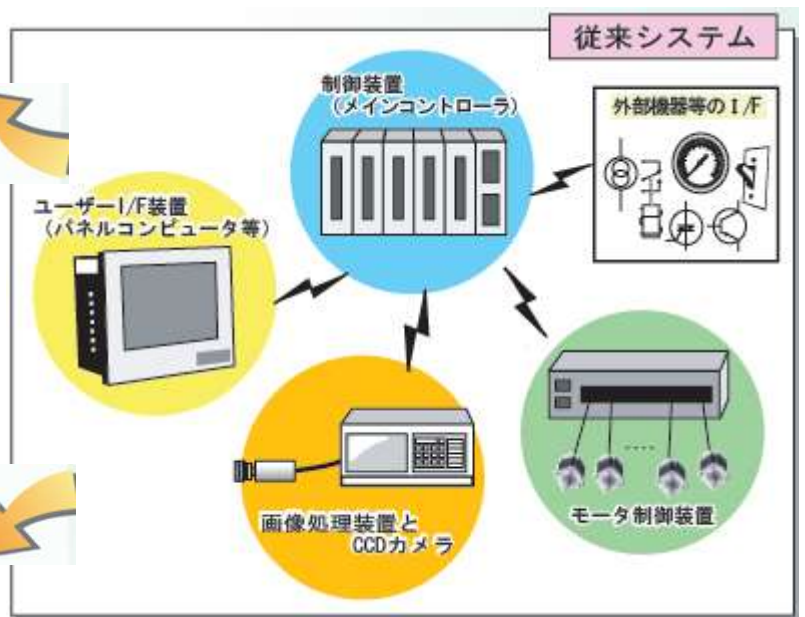 従来システム
制御装置
(メインコントローラ)
外部機器等のI/F
ユーザーI/F装置
(パネルコンピュータ等)
画像処理装置と
CCDカメラ
モータ制御装置